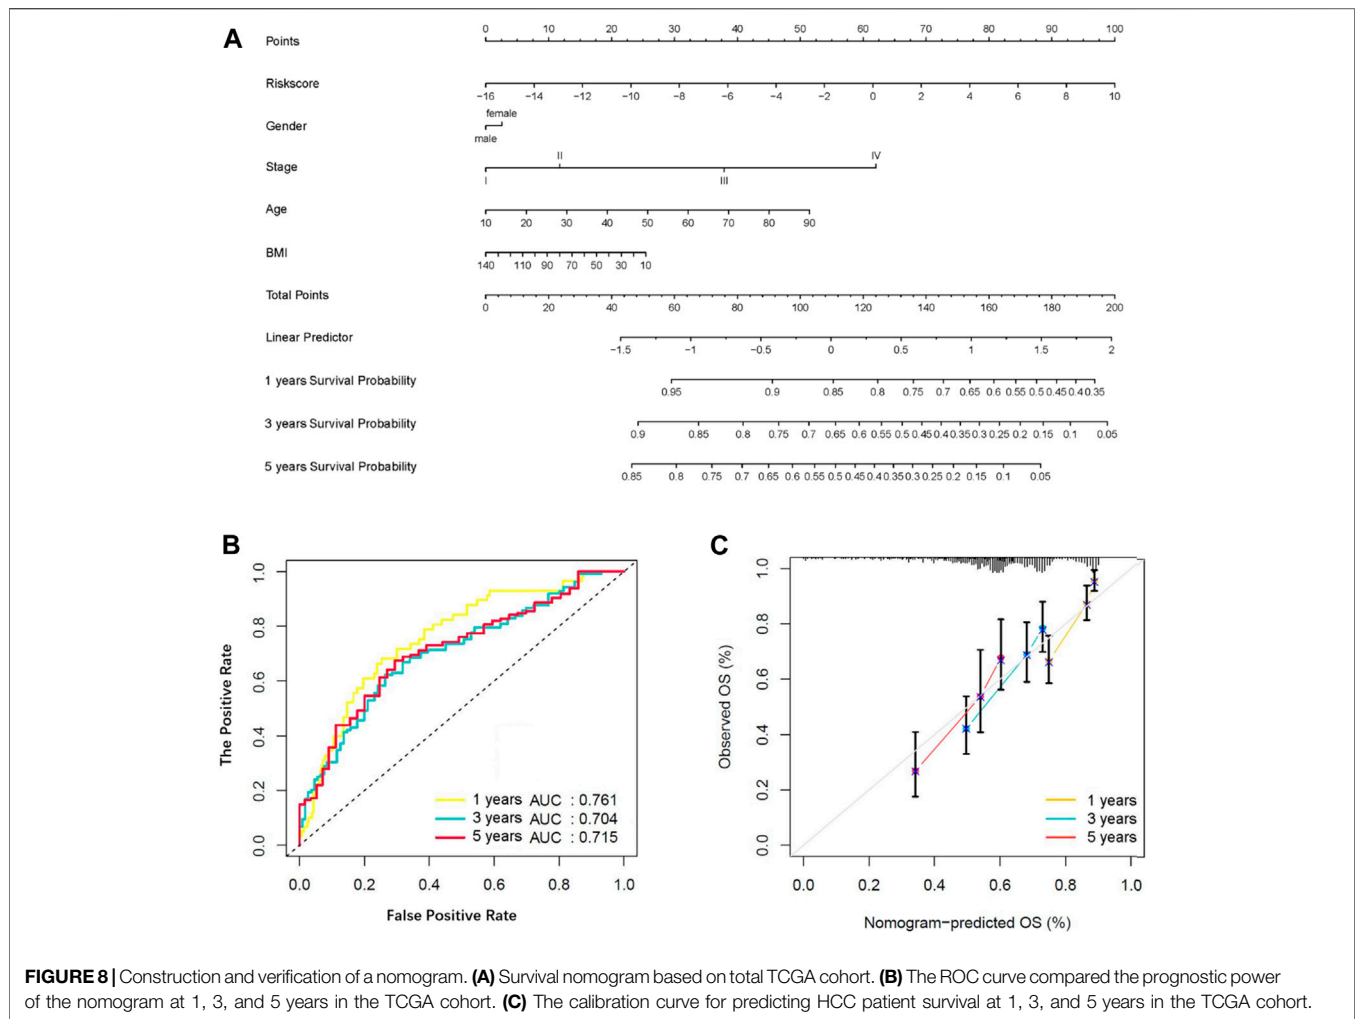 A
Points
0 10 20 30 40 50 60 70 80 90 100
Riskscore
−16 −14 −12 −10 −8 −6 −4 −2 0 2 4 6 8 10
female
Gender
male
II IV
Stage
I III
Age
10 20 30 40 50 60 70 80 90
BMI
140 110 90 70 50 30 10
Total Points
0 20 40 60 80 100 120 140 160 180 200
Linear Predictor
−1.5 −1 −0.5 0 0.5 1 1.5 2
1 years Survival Probability
0.95 0.9 0.85 0.8 0.75 0.7 0.65 0.6 0.55 0.5 0.45 0.4 0.35
3 years Survival Probability
0.9 0.85 0.8 0.75 0.7 0.65 0.6 0.55 0.5 0.45 0.4 0.35 0.3 0.25 0.2 0.15 0.1 0.05
5 years Survival Probability
0.85 0.8 0.75 0.7 0.65 0.6 0.55 0.5 0.45 0.4 0.35 0.3 0.25 0.2 0.15 0.1 0.05
B
The Positive Rate
1.0
0.8
0.6
0.4
0.2
0.0
1 years AUC : 0.761
3 years AUC : 0.704
5 years AUC : 0.715
0.0 0.2 0.4 0.6 0.8 1.0
False Positive Rate
C
Observed OS (%)
1.0
0.8
0.6
0.4
0.2
0.0
1 years
3 years
5 years
0.0 0.2 0.4 0.6 0.8 1.0
Nomogram−predicted OS (%)
FIGURE 8 | Construction and verification of a nomogram. (A) Survival nomogram based on total TCGA cohort. (B) The ROC curve compared the prognostic power
of the nomogram at 1, 3, and 5 years in the TCGA cohort. (C) The calibration curve for predicting HCC patient survival at 1, 3, and 5 years in the TCGA cohort.